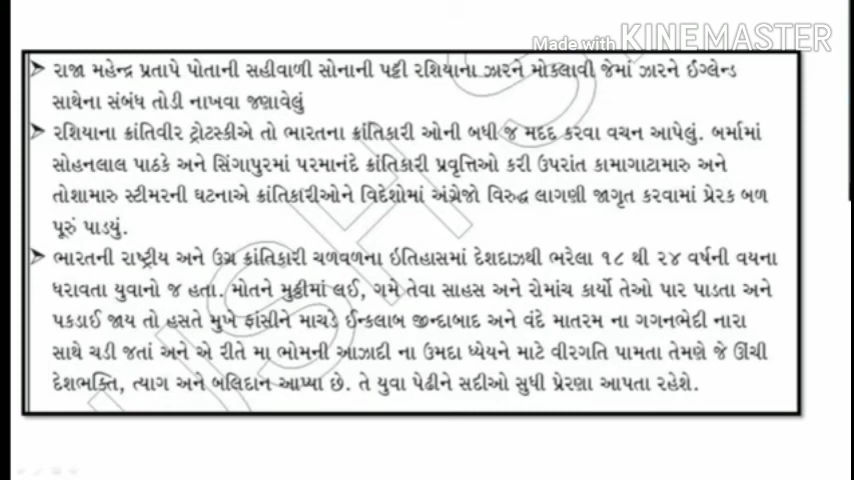 Made with KINEMASTER
➤ રાજા મહેન્દ્ર પ્રતાપે પોતાની સહીવાળી સોનાની પટ્ટી રશિયાના ઝારને મોકલાવી જેમાં ઝારને ઈંગ્લેન્ડ
સાથેના સંબંધ તોડી નાખવા જણાવેલું
➤ રશિયાના ક્રાંતિવીર ટ્રોટસ્કીએ તો ભારતના ક્રાંતિકારી ઓની બધી જ મદદ કરવા વચન આપેલું. બર્મામાં
સોહનલાલ પાઠકે અને સિંગાપુરમાં પરમાનંદે ક્રાંતિકારી પ્રવૃત્તિઓ કરી ઉપરાંત કામાગાટામારુ અને
તોશામારુ સ્ટીમરની ઘટનાએ ક્રાંતિકારીઓને વિદેશોમાં અંગ્રેજો વિરુદ્ધ લાગણી જાગૃત કરવામાં પ્રેરક બળ
પૂરું પાડયું.
➤ ભારતની રાષ્ટ્રીય અને ઉગ્ર ક્રાંતિકારી ચળવળના ઇતિહાસમાં દેશદાઝથી ભરેલા ૧૮ થી ૨૪ વર્ષની વયના
ધરાવતા યુવાનો જ હતા. મોતને મુઠ્ઠીમાં લઈ, ગમે તેવા સાહસ અને રોમાંચ કાર્યો તેઓ પાર પાડતા અને
પકડાઈ જાય તો હસતે મુખે ફાંસીને માચડે ઈન્કલાબ જીન્દાબાદ અને વંદે માતરમ ના ગગનભેદી નારા
સાથે ચડી જતાં અને એ રીતે મા ભોમની આઝાદી ના ઉમદા ધ્યેયને માટે વીરગતિ પામતા તેમણે જે ઊંચી
દેશભક્તિ, ત્યાગ અને બલિદાન આપ્યા છે. તે યુવા પેઢીને સદીઓ સુધી પ્રેરણા આપતા રહેશે.